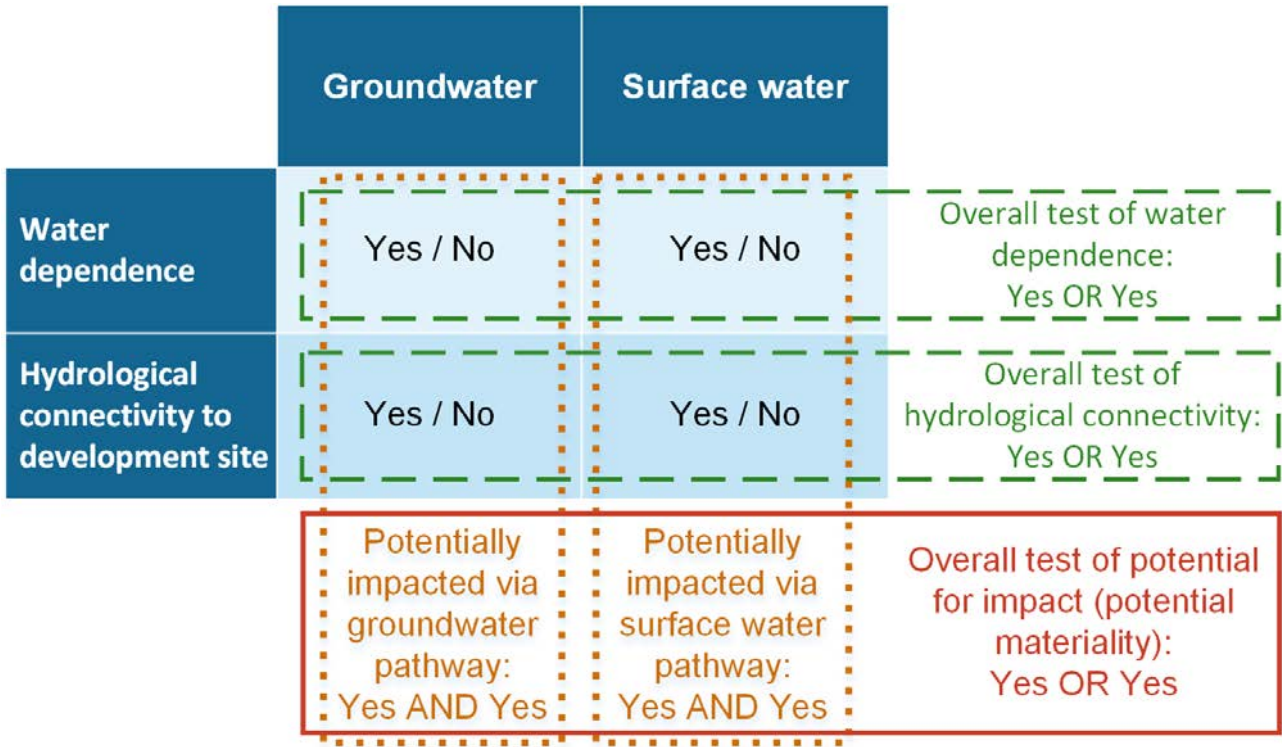 Groundwater
Surface water
Water
dependence
Yes / No
Yes / No
Overall test of water
dependence:
Yes OR Yes
Hydrological
connectivity to
development site
Yes / No
Yes / No
Overall test of
hydrological connectivity:
Yes OR Yes
Potentially
impacted via
groundwater
pathway:
Yes AND Yes
Potentially
impacted via
surface water
pathway:
Yes AND Yes
Overall test of potential
for impact (potential
materiality):
Yes OR Yes